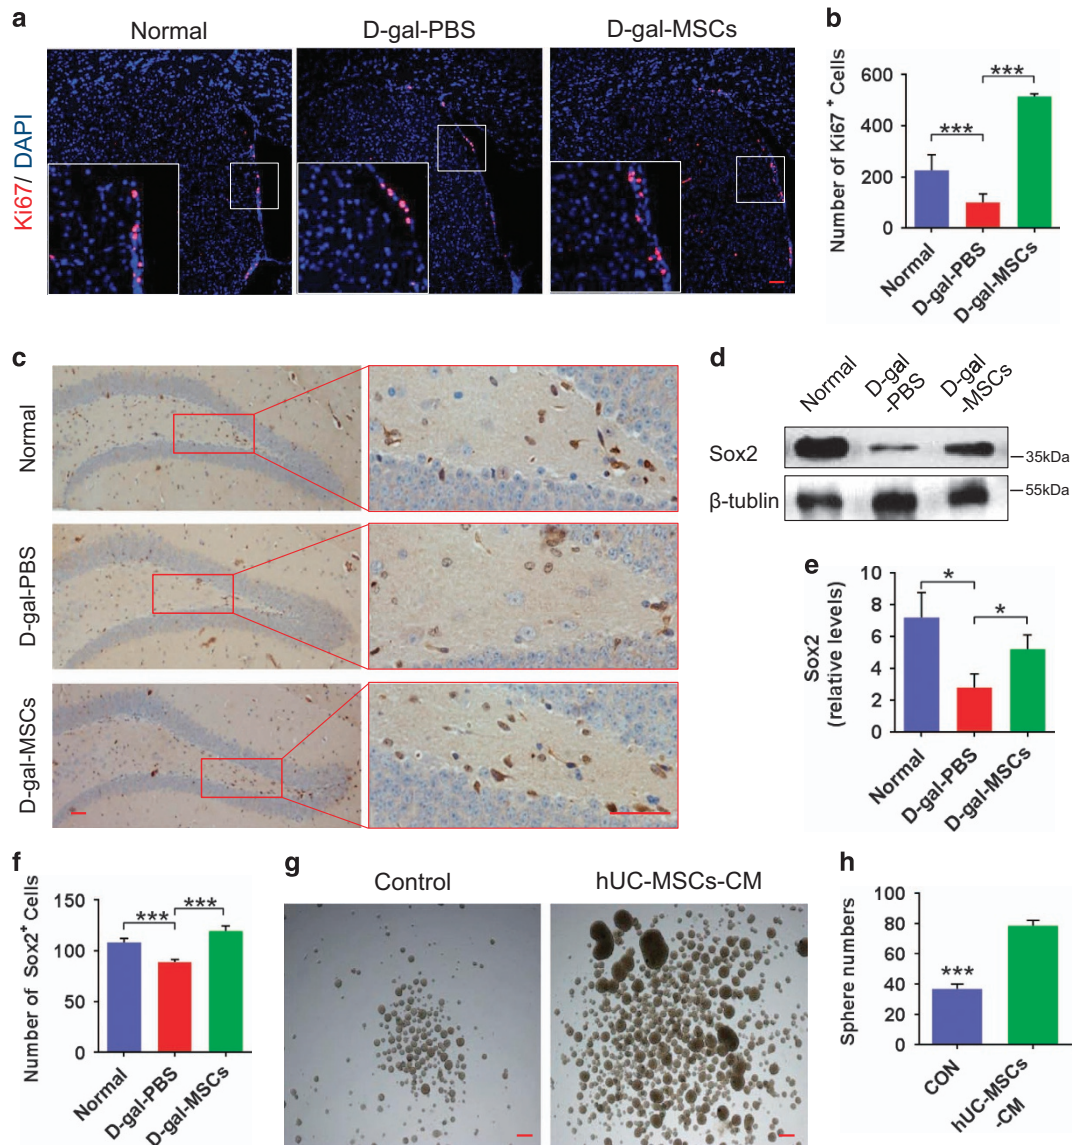 a
Normal
D-gal-PBS
D-gal-MSCs
Ki67/ DAPI
b
Number of Ki67 + Cells
600
400
200
0
***
***
Normal
D-gal-PBS
D-gal-MSCs
c
Normal
D-gal-PBS
D-gal-MSCs
d
Normal
D-gal
-PBS
D-gal
-MSCs
Sox2
35kDa
β-tublin
55kDa
e
Sox2
(relative levels)
10
8
6
4
2
0
*
*
Normal
D-gal-PBS
D-gal-MSCs
f
Number of Sox2+ Cells
150
100
50
0
***
***
Normal
D-gal-PBS
D-gal-MSCs
g
Control
hUC-MSCs-CM
h
Sphere numbers
100
80
60
40
20
0
***
CON
hUC-MSCs
-CM